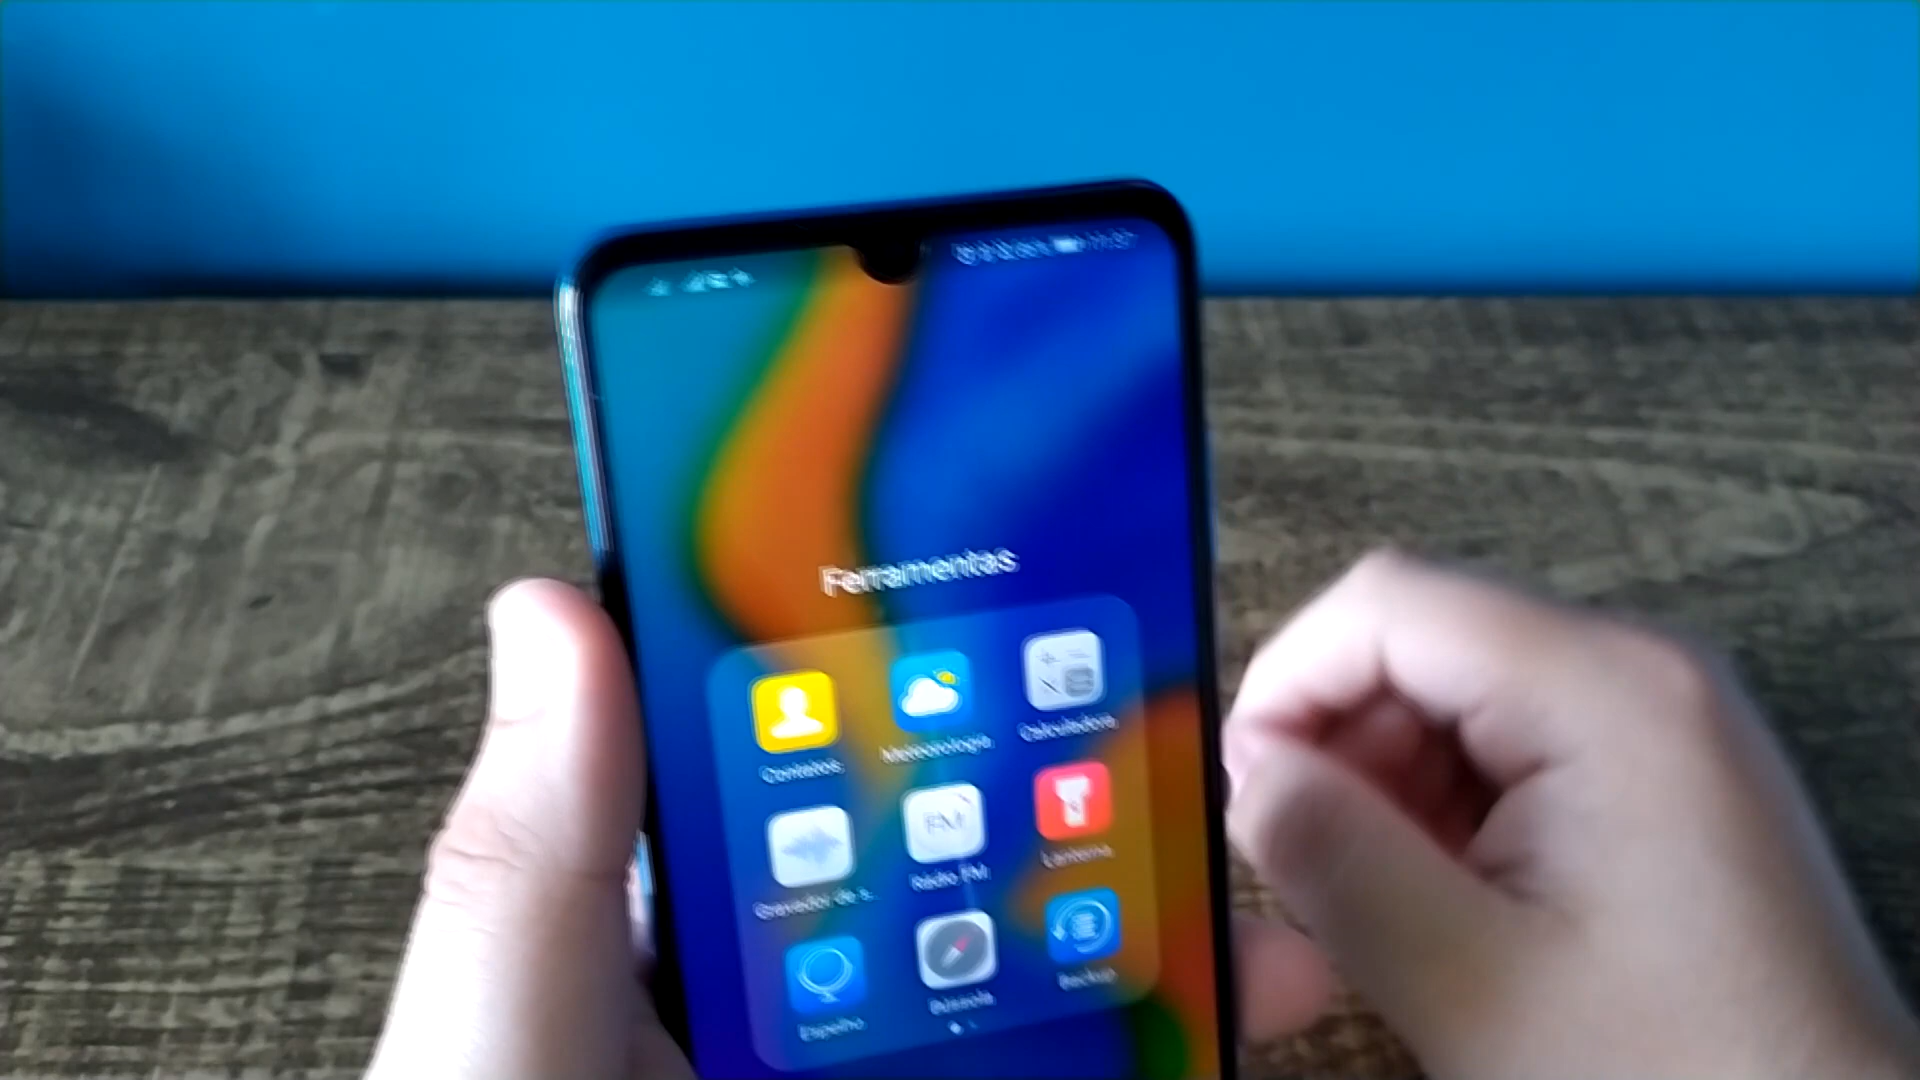 Ferramentas
Contatos
Meteorologia
Calculadora
Gravador de s.
FM
Rádio FM
Lanterna
Espelho
Bússola
Backup